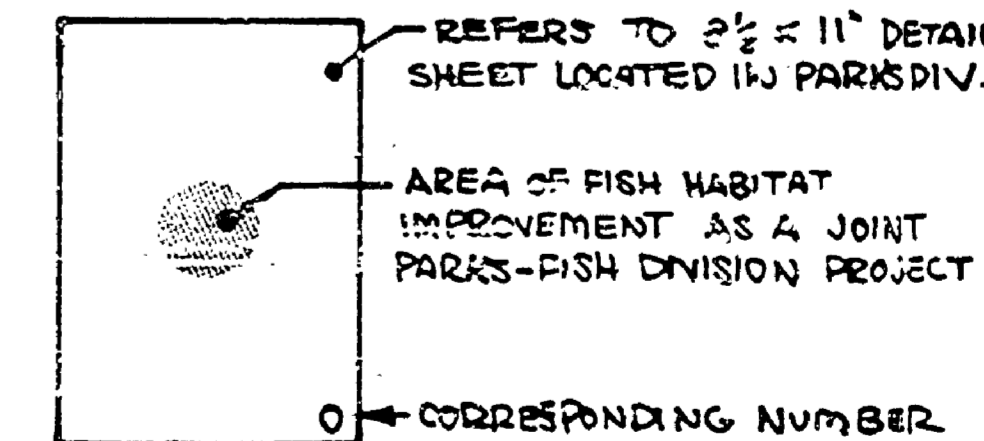 REFERS TO 8½ x 11" DETAIL
SHEET LOCATED IN PARKS DIV.
AREA OF FISH HABITAT
IMPROVEMENT AS A JOINT
PARKS-FISH DIVISION PROJECT
0 CORRESPONDING NUMBER